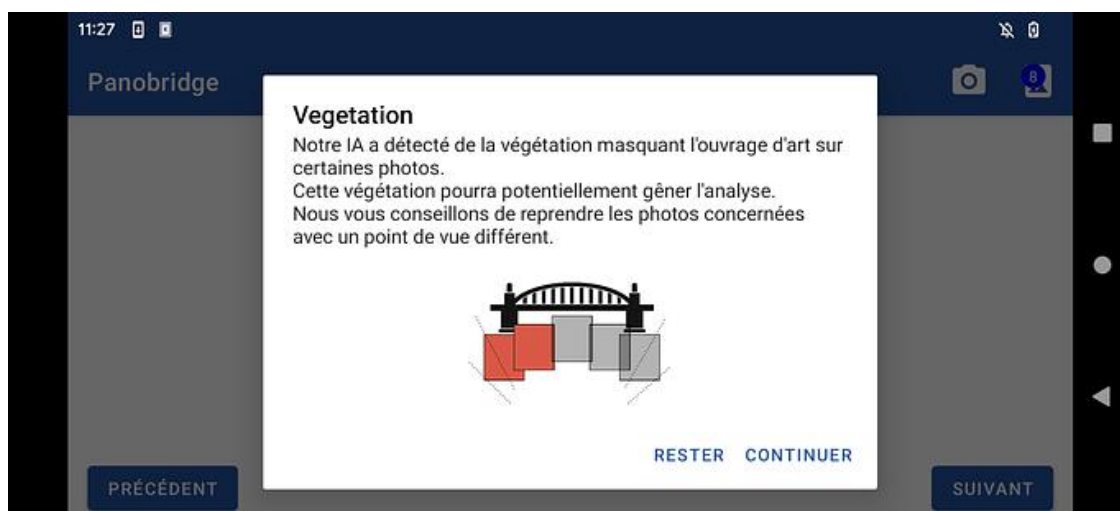 11:27
Panobridge
8
Vegetation
Notre IA a détecté de la végétation masquant l'ouvrage d'art sur
certaines photos.
Cette végétation pourra potentiellement gêner l'analyse.
Nous vous conseillons de reprendre les photos concernées
avec un point de vue différent.
RESTER CONTINUER
PRÉCÉDENT SUIVANT